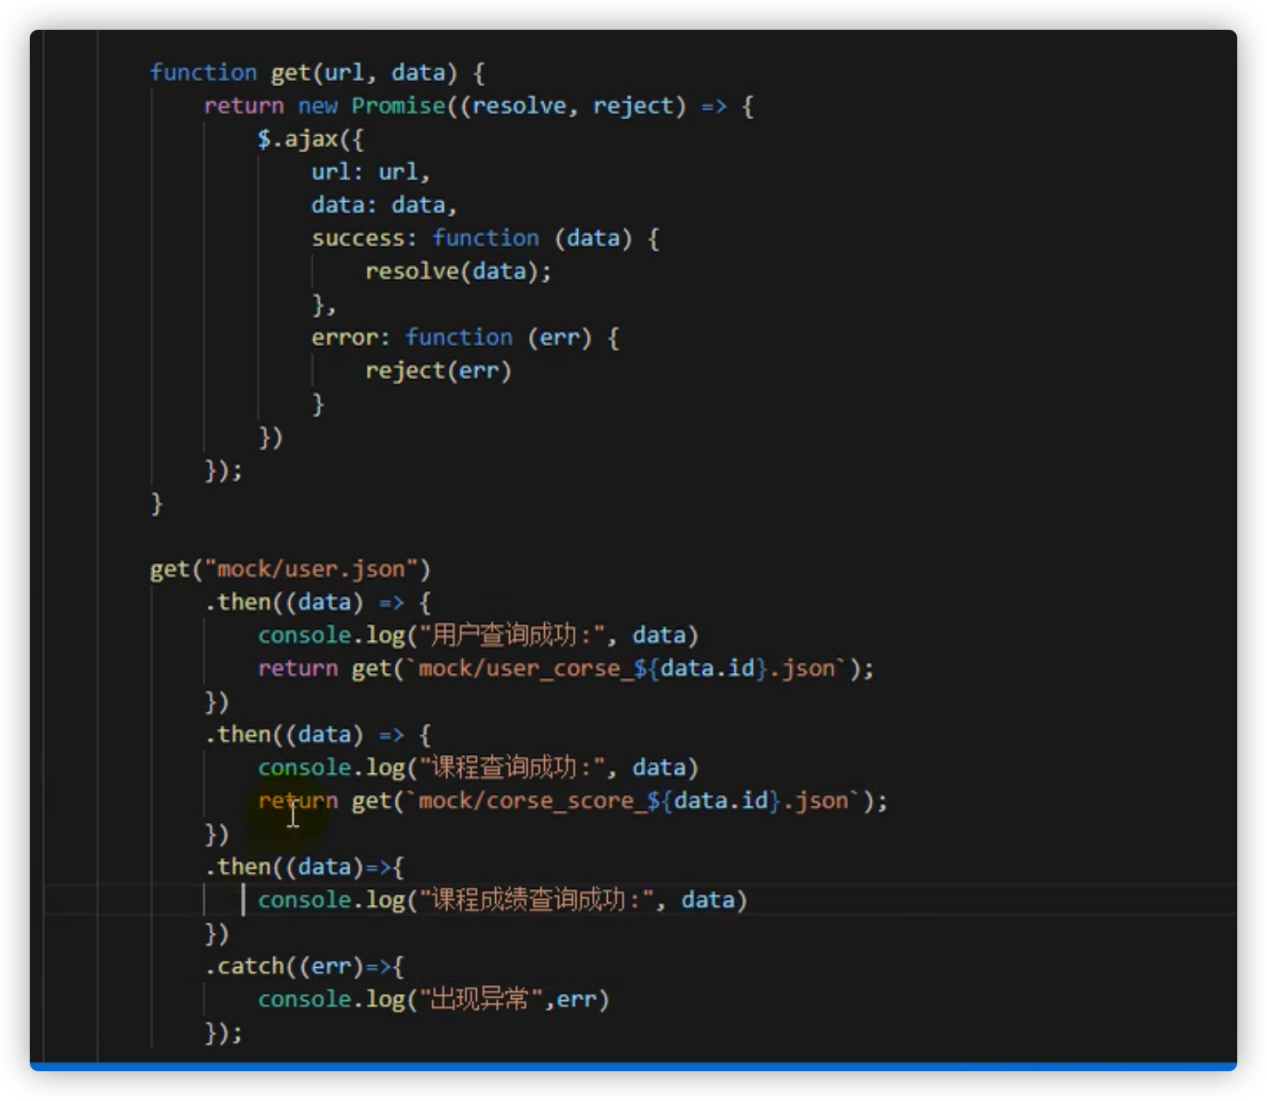 function get(url, data) {
return new Promise((resolve, reject) => {
$.ajax({
url: url,
data: data,
success: function (data) {
resolve(data);
},
error: function (err) {
reject(err)
}
})
});
}
get("mock/user.json")
.then((data) => {
console.log("用户查询成功:", data)
return get(`mock/user_corse_${data.id}.json`);
})
.then((data) => {
console.log("课程查询成功:", data)
return get(`mock/corse_score_${data.id}.json`);
})
.then((data)=>{
console.log("课程成绩查询成功:", data)
})
.catch((err)=>{
console.log("出现异常",err)
});